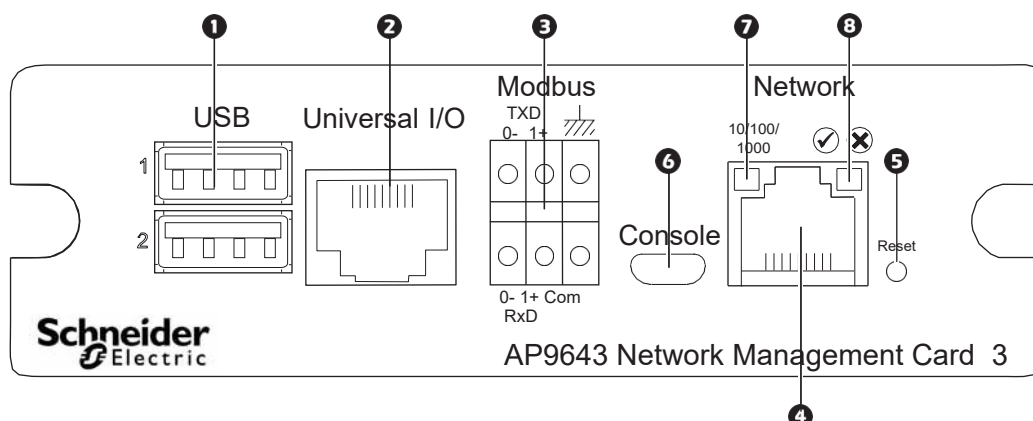 1 2 3 7 8
Modbus
Network
USB
Universal I/O
TXD
0- 1+
10/100/
1000
1
6
5
2
Console
Reset
0- 1+ Com
RxD
Schneider
Electric
AP9643 Network Management Card 3
4